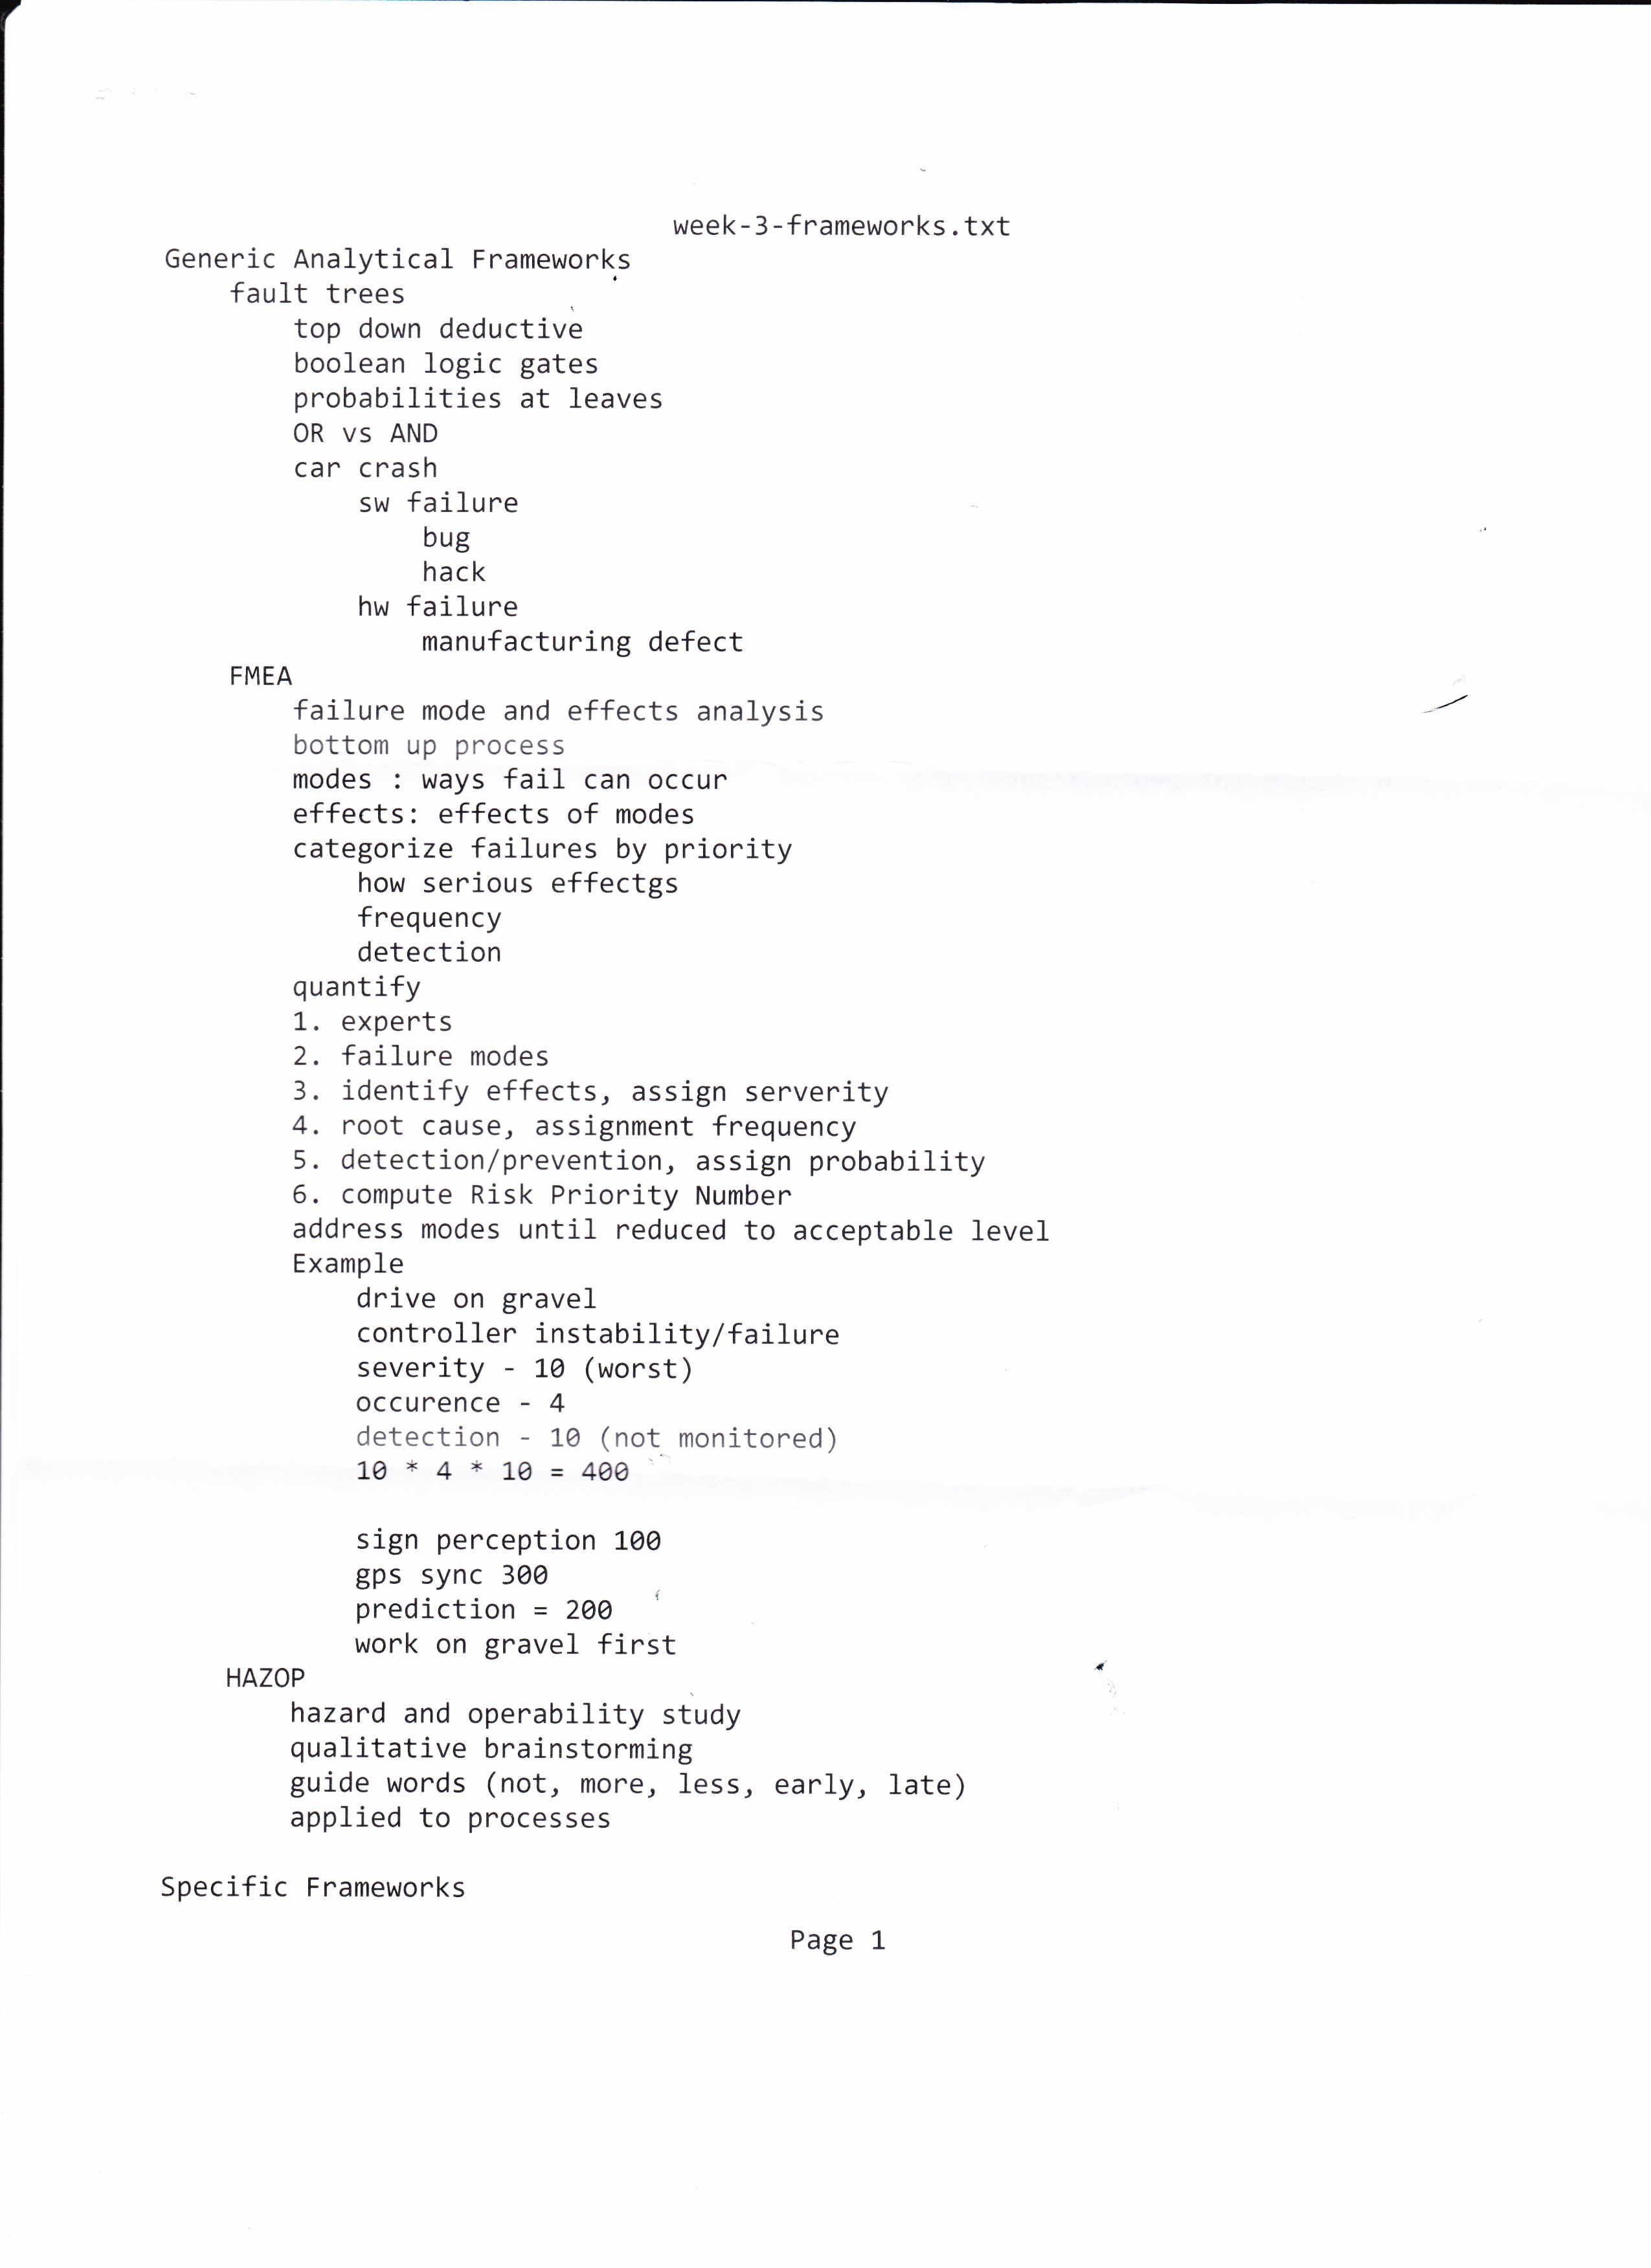 week-3-frameworks.txt
Generic Analytical Frameworks
fault trees
top down deductive
boolean logic gates
probabilities at leaves
OR vs AND
car crash
sw failure
bug
hack
hw failure
manufacturing defect
FMEA
failure mode and effects analysis
bottom up process
modes : ways fail can occur
effects: effects of modes
categorize failures by priority
how serious effectgs
frequency
detection
quantify
1. experts
2. failure modes
3. identify effects, assign serverity
4. root cause, assignment frequency
5. detection/prevention, assign probability
6. compute Risk Priority Number
address modes until reduced to acceptable level
Example
drive on gravel
controller instability/failure
severity - 10 (worst)
occurence - 4
detection - 10 (not monitored)
10 * 4 * 10 = 400
sign perception 100
gps sync 300
prediction = 200
work on gravel first
HAZOP
hazard and operability study
qualitative brainstorming
guide words (not, more, less, early, late)
applied to processes
Specific Frameworks
Page 1